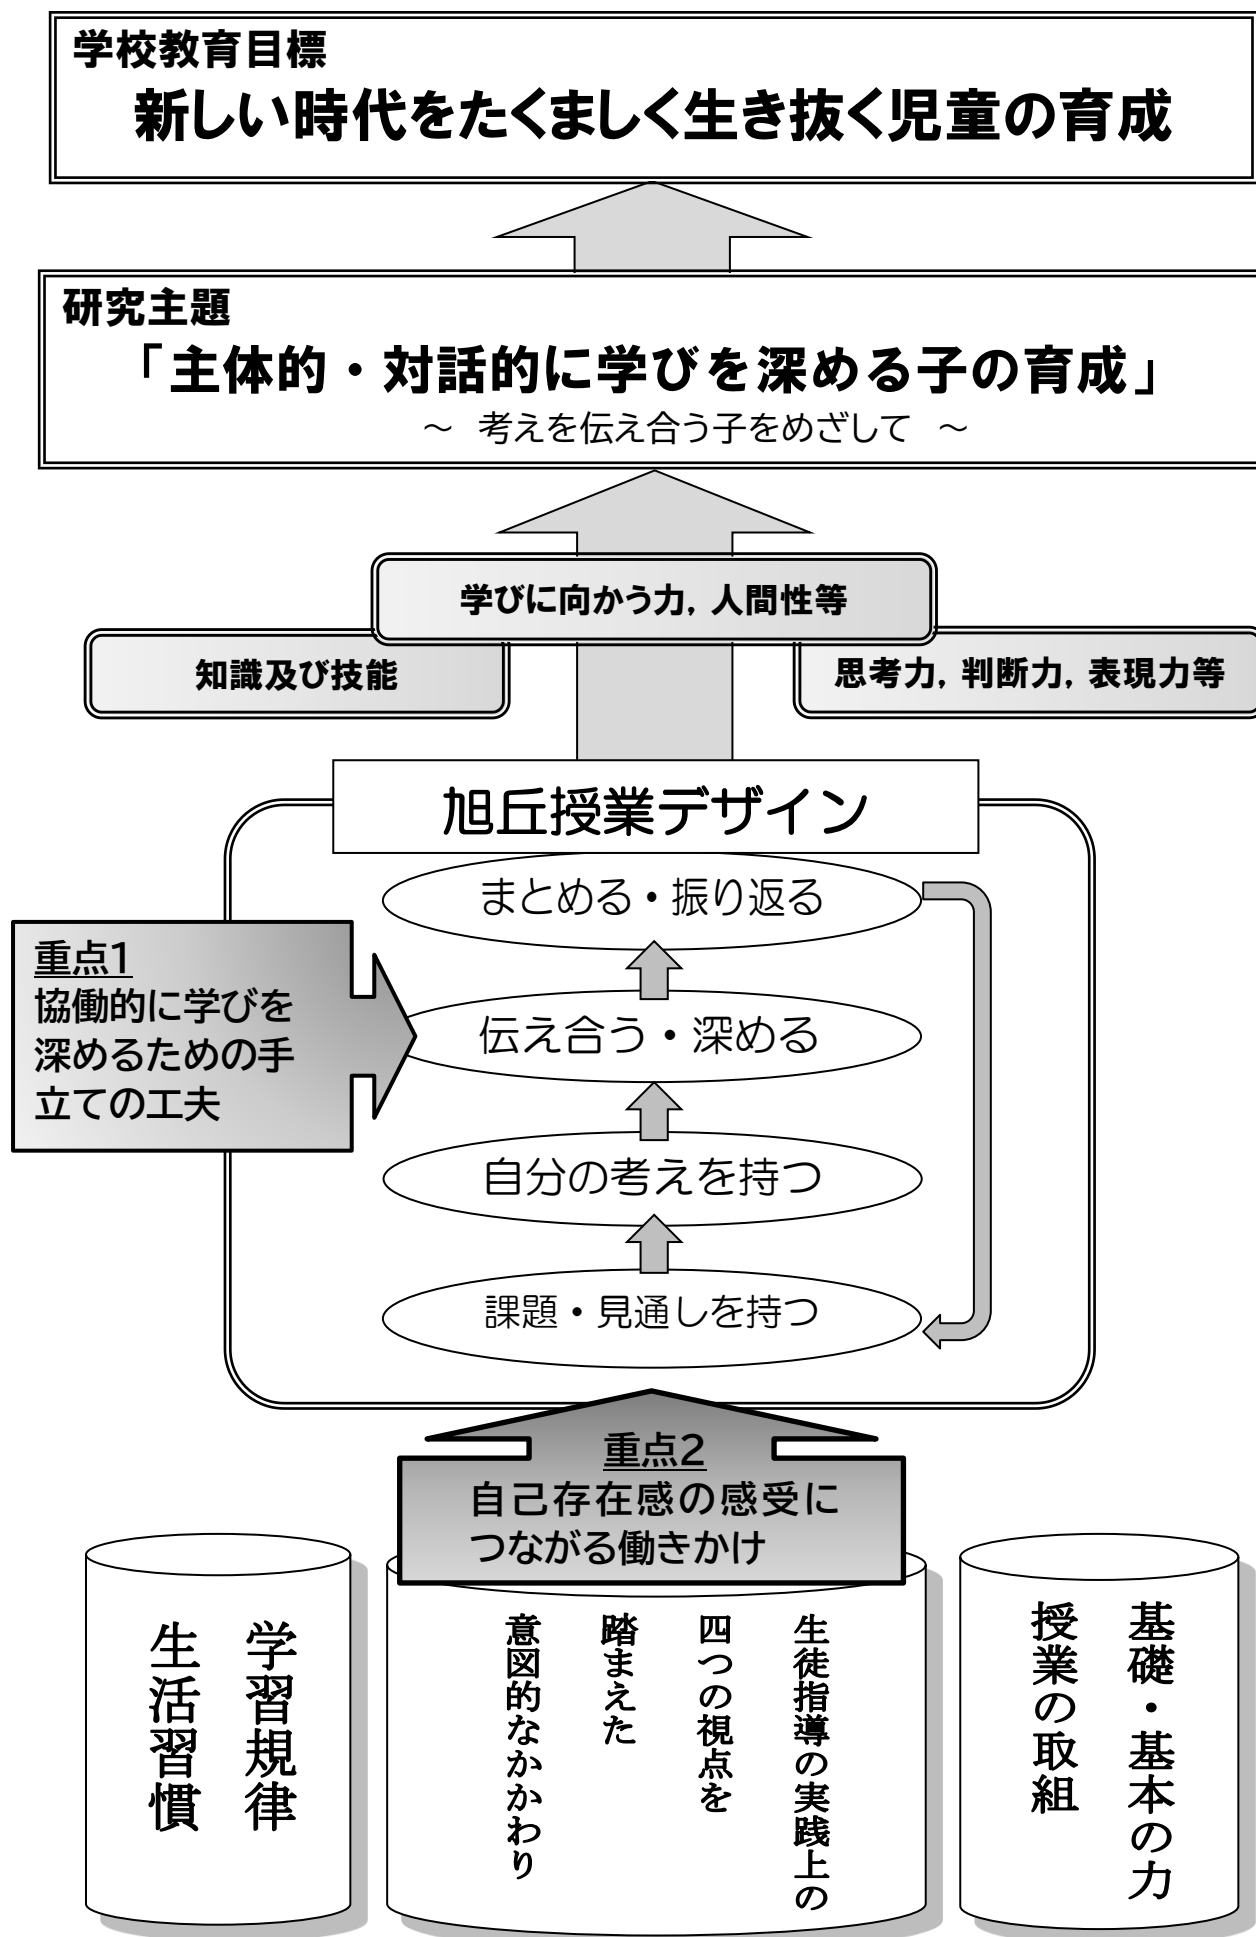 学校教育目標
新しい時代をたくましく生き抜く児童の育成
研究主題
「主体的・対話的に学びを深める子の育成」
～ 考えを伝え合う子をめざして ～
学びに向かう力，人間性等
知識及び技能
思考力，判断力，表現力等
旭丘授業デザイン
まとめる・振り返る
重点1
協働的に学びを
深めるための手
立ての工夫
伝え合う・深める
自分の考えを持つ
課題・見通しを持つ
重点2
自己存在感の感受に
つながる働きかけ
学習規律
生活習慣
生徒指導の実践上の
四つの視点を
踏まえた
意図的なかかわり
基礎・基本の力
授業の取組